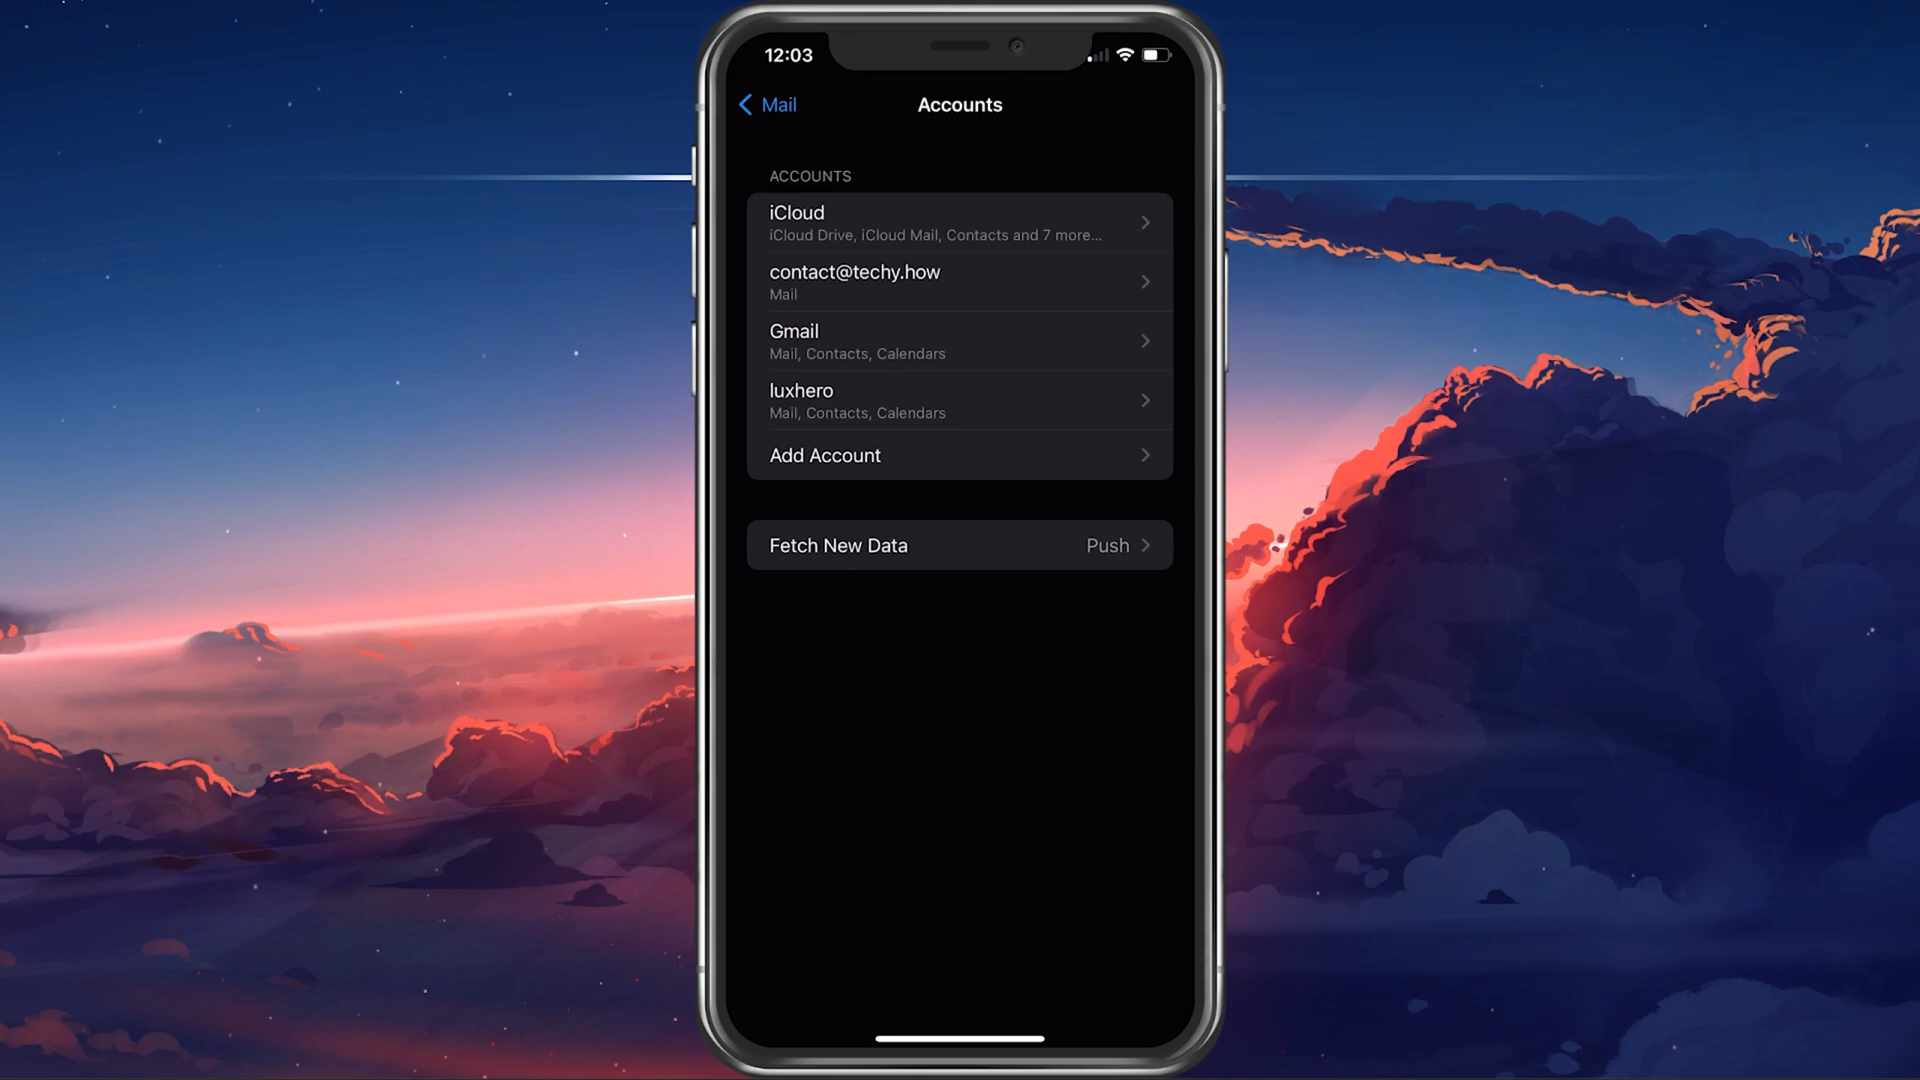 12:03
Mail
Accounts
ACCOUNTS
iCloud
iCloud Drive, iCloud Mail, Contacts and 7 more...
contact@techy.how
Mail
Gmail
Mail, Contacts, Calendars
luxhero
Mail, Contacts, Calendars
Add Account
Fetch New Data
Push